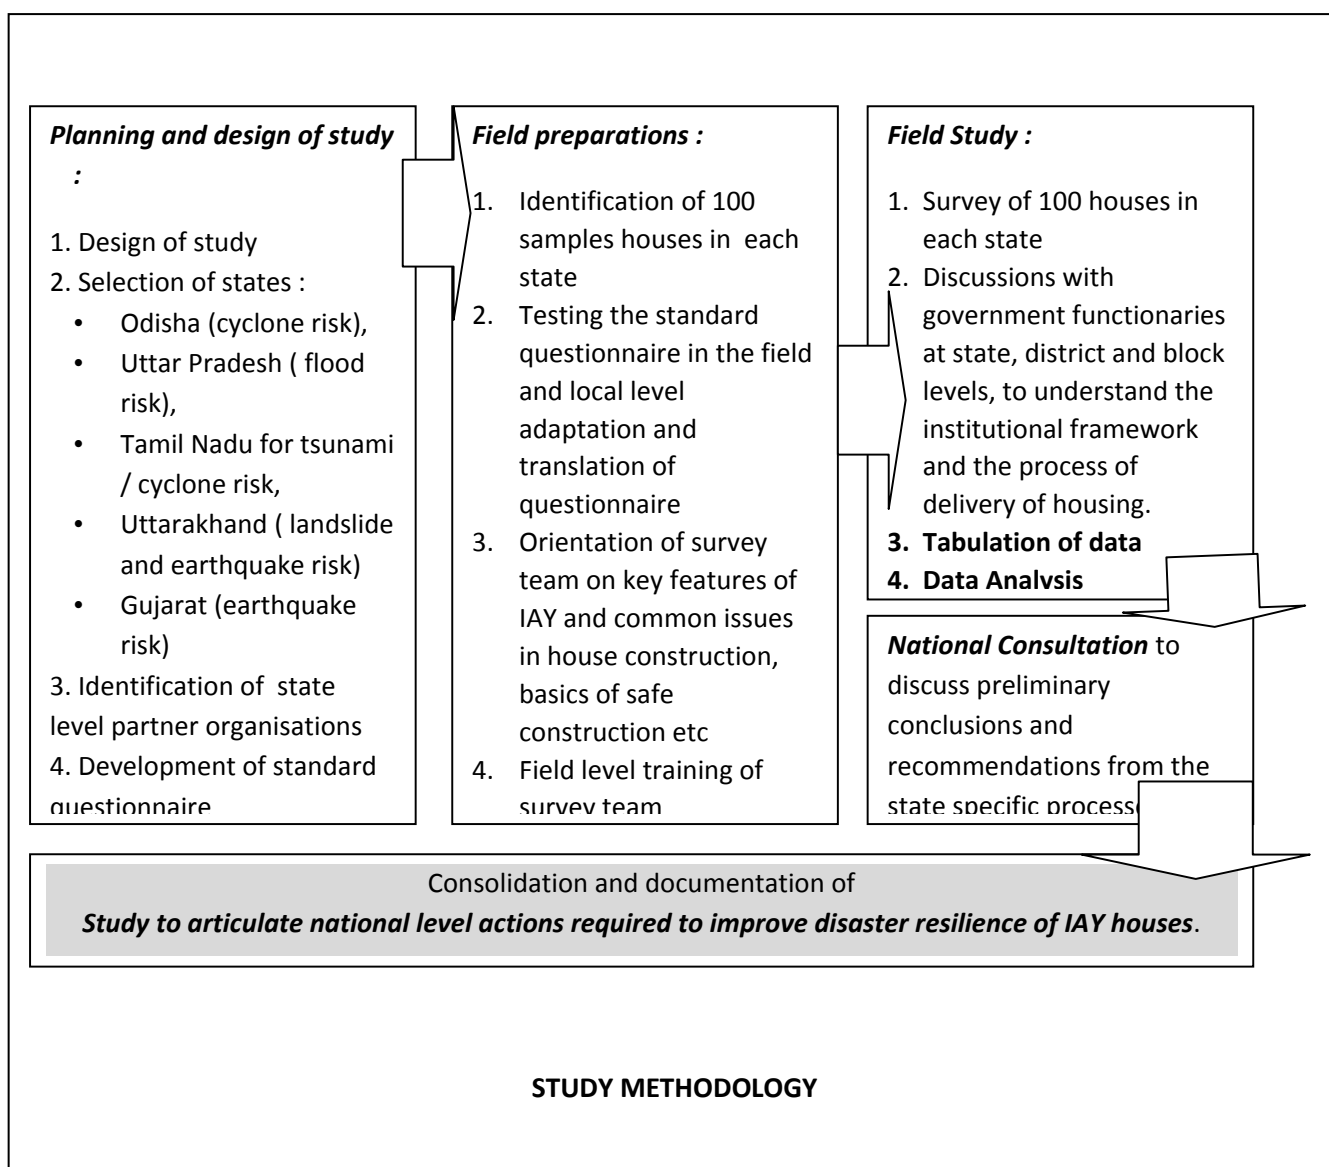 Planning and design of study
:
1. Design of study
2. Selection of states :
• Odisha (cyclone risk),
• Uttar Pradesh ( flood
risk),
• Tamil Nadu for tsunami
/ cyclone risk,
• Uttarakhand ( landslide
and earthquake risk)
• Gujarat (earthquake
risk)
3. Identification of state
level partner organisations
4. Development of standard
questionnaire
Field preparations :
1. Identification of 100
samples houses in each
state
2. Testing the standard
questionnaire in the field
and local level
adaptation and
translation of
questionnaire
3. Orientation of survey
team on key features of
IAY and common issues
in house construction,
basics of safe
construction etc
4. Field level training of
survey team
Field Study :
1. Survey of 100 houses in
each state
2. Discussions with
government functionaries
at state, district and block
levels, to understand the
institutional framework
and the process of
delivery of housing.
3. Tabulation of data
4. Data Analysis
National Consultation to
discuss preliminary
conclusions and
recommendations from the
state specific
Consolidation and documentation of
Study to articulate national level actions required to improve disaster resilience of IAY houses.
STUDY METHODOLOGY